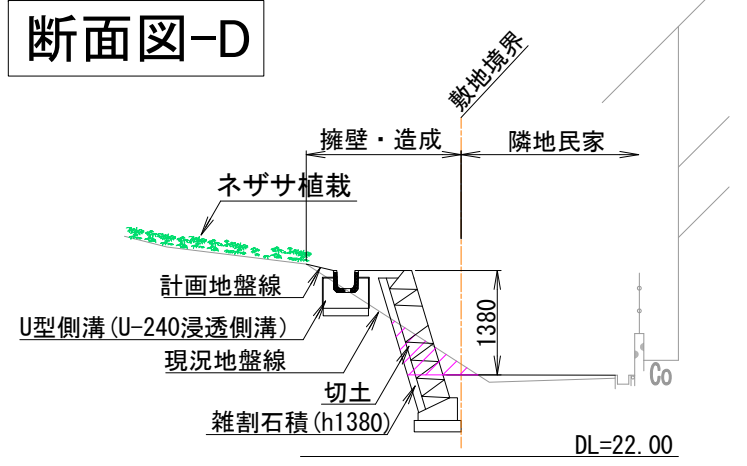 断面図-D
敷地境界
擁壁・造成
隣地民家
ネザサ植栽
計画地盤線
U型側溝(U-240浸透側溝)
現況地盤線
1380
切土
Co
雑割石積(h1380)
DL=22.00